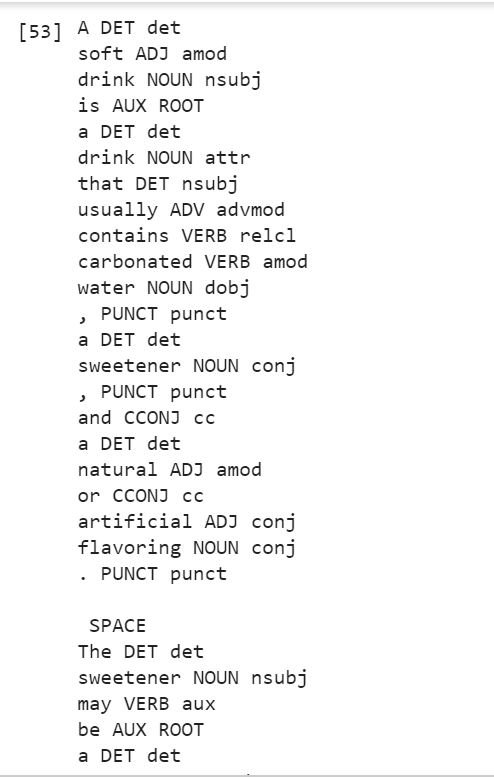 [53] A DET det
soft ADJ amod
drink NOUN nsubj
is AUX ROOT
a DET det
drink NOUN attr
that DET nsubj
usually ADV advmod
contains VERB relcl
carbonated VERB amod
water NOUN dobj
, PUNCT punct
a DET det
sweetener NOUN conj
, PUNCT punct
and CCONJ cc
a DET det
natural ADJ amod
or CCONJ cc
artificial ADJ conj
flavoring NOUN conj
. PUNCT punct

 SPACE
The DET det
sweetener NOUN nsubj
may VERB aux
be AUX ROOT
a DET det